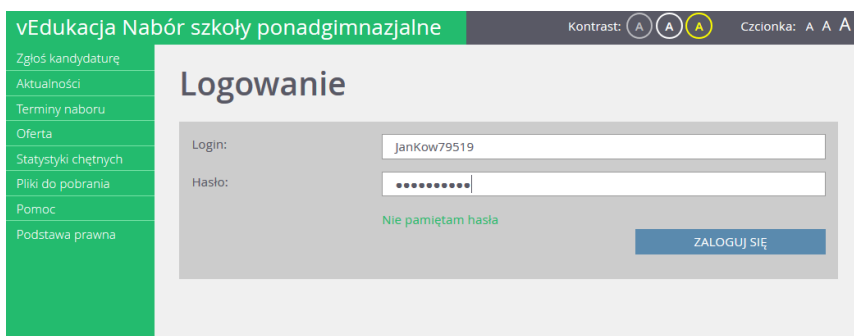 vEdukacja Nabór szkoły ponadgimnazjalne
Kontrast: A A A Czcionka: A A A
Zgłoś kandydaturę
Aktualności
Terminy naboru
Oferta
Statystyki chętnych
Pliki do pobrania
Pomoc
Podstawa prawna
Logowanie
Login: JanKow79519
Hasło: ●●●●●●●●●●
Nie pamiętam hasła
ZALOGUJ SIĘ